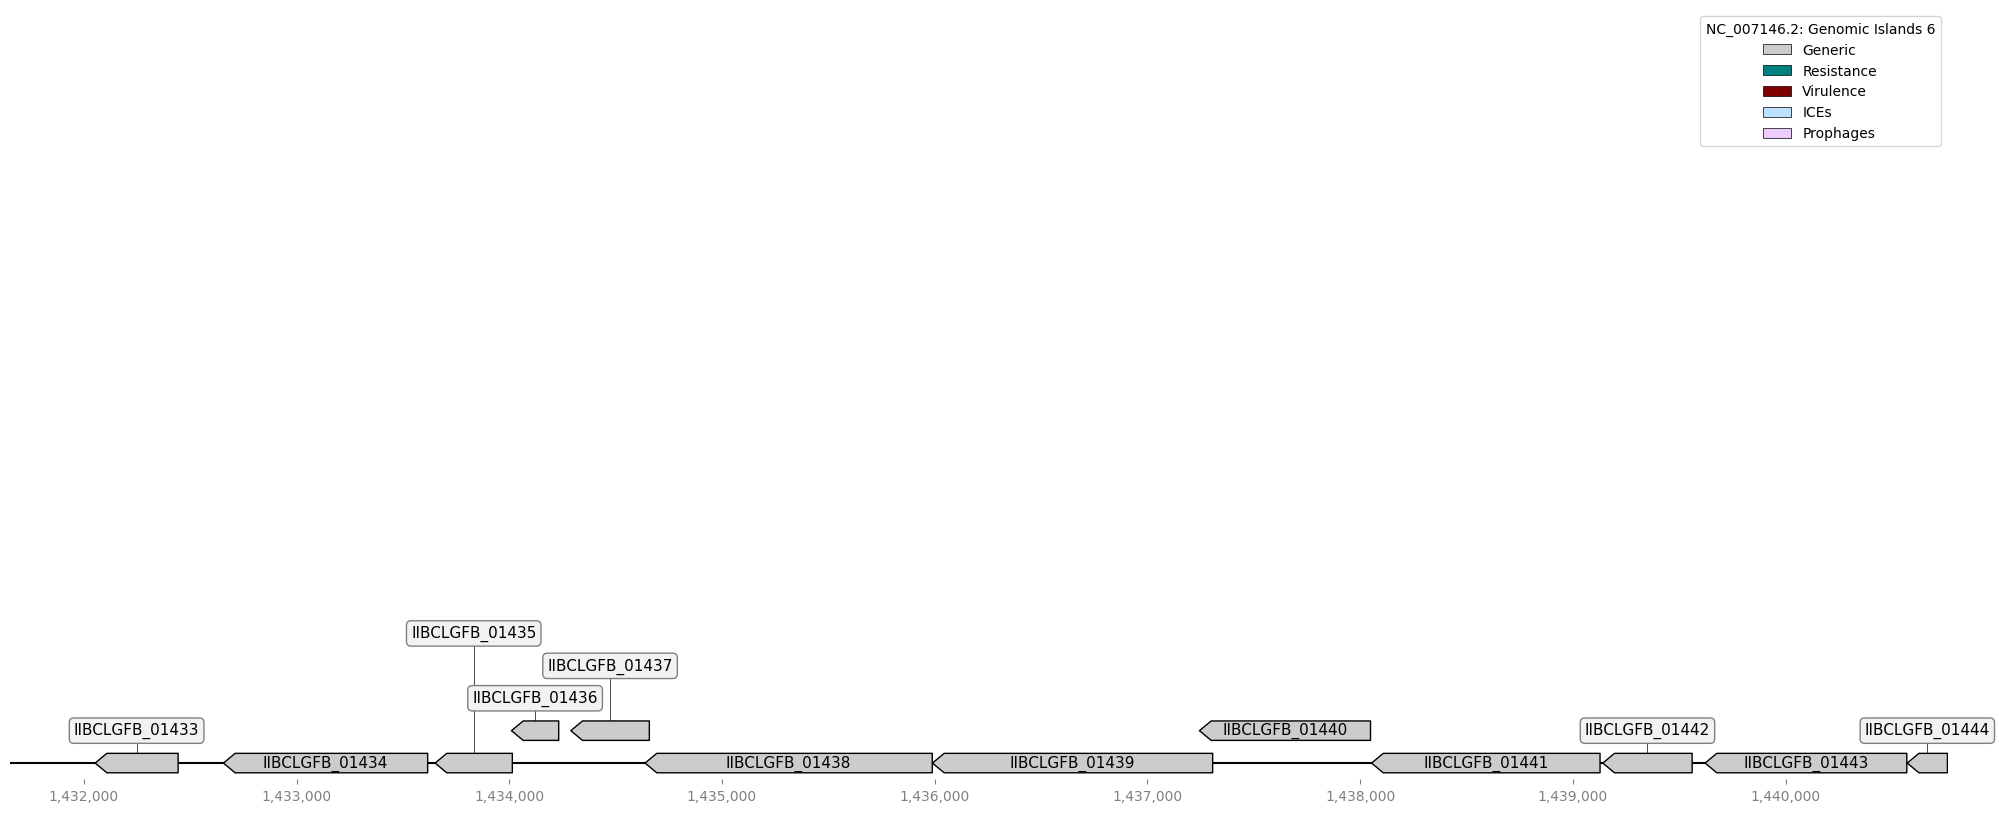 NC_007146.2: Genomic Islands 6
Generic
Resistance
Virulence
ICEs
Prophages
IIBCLGFB_01435
IIBCLGFB_01437
IIBCLGFB_01436
IIBCLGFB_01433
IIBCLGFB_01440
IIBCLGFB_01442
IIBCLGFB_01444
IIBCLGFB_01434
IIBCLGFB_01438
IIBCLGFB_01439
IIBCLGFB_01441
IIBCLGFB_01443
1,432,000
1,433,000
1,434,000
1,435,000
1,436,000
1,437,000
1,438,000
1,439,000
1,440,000